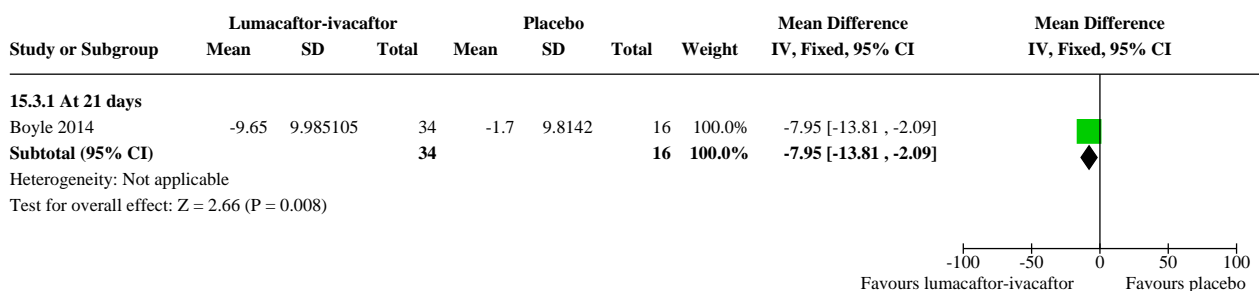 Lumacaftor-ivacaftor Placebo Mean Difference Mean Difference
Study or Subgroup Mean SD Total Mean SD Total Weight IV, Fixed, 95% CI IV, Fixed, 95% CI
15.3.1 At 21 days
Boyle 2014 -9.65 9.985105 34 -1.7 9.8142 16 100.0% -7.95 [-13.81 , -2.09]
Subtotal (95% CI) 34 16 100.0% -7.95 [-13.81 , -2.09]
Heterogeneity: Not applicable
Test for overall effect: Z = 2.66 (P = 0.008)
-100 -50 0 50 100
Favours lumacaftor-ivacaftor Favours placebo